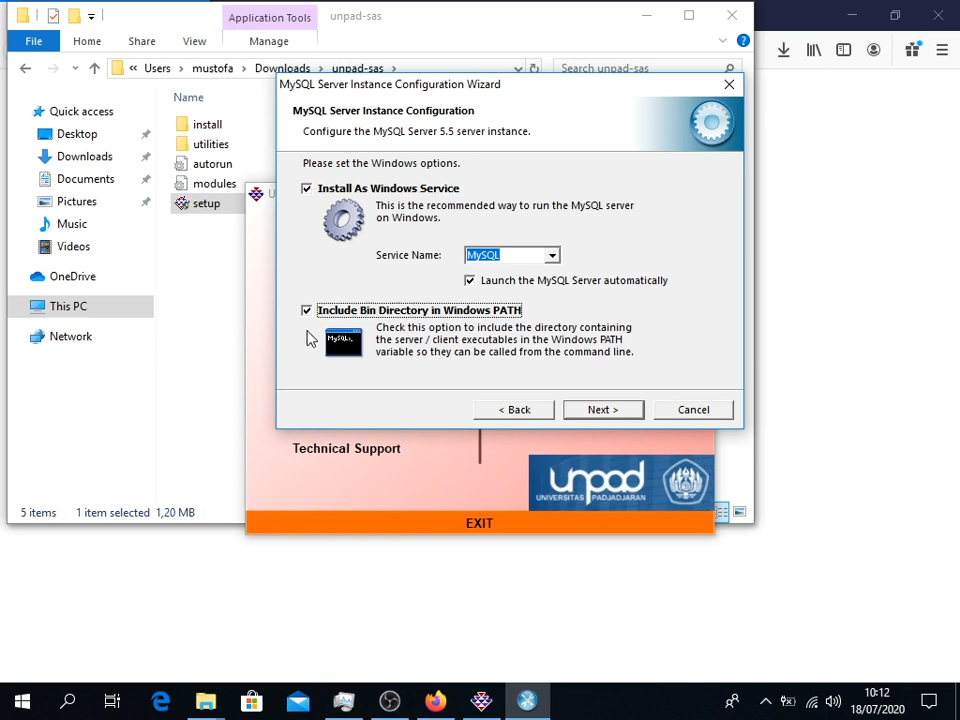 Application Tools
unpad-sas
File
Home
Share
View
Manage
« Users > mustofa > Downloads > unpad-sas >
Search unpad-sas
Quick access
Desktop
Downloads
Documents
Pictures
Music
Videos
OneDrive
This PC
Network
Name
install
utilities
autorun
modules
setup
MySQL Server Instance Configuration Wizard
MySQL Server Instance Configuration
Configure the MySQL Server 5.5 server instance.
Please set the Windows options.
Install As Windows Service
This is the recommended way to run the MySQL server
on Windows.
Service Name:
MySQL
Launch the MySQL Server automatically
Include Bin Directory in Windows PATH
Check this option to include the directory containing
the server / client executables in the Windows PATH
variable so they can be called from the command line.
< Back
Next >
Cancel
Technical Support
unpad
UNIVERSITAS PADJADJARAN
EXIT
5 items
1 item selected 1,20 MB
10:12
18/07/2020